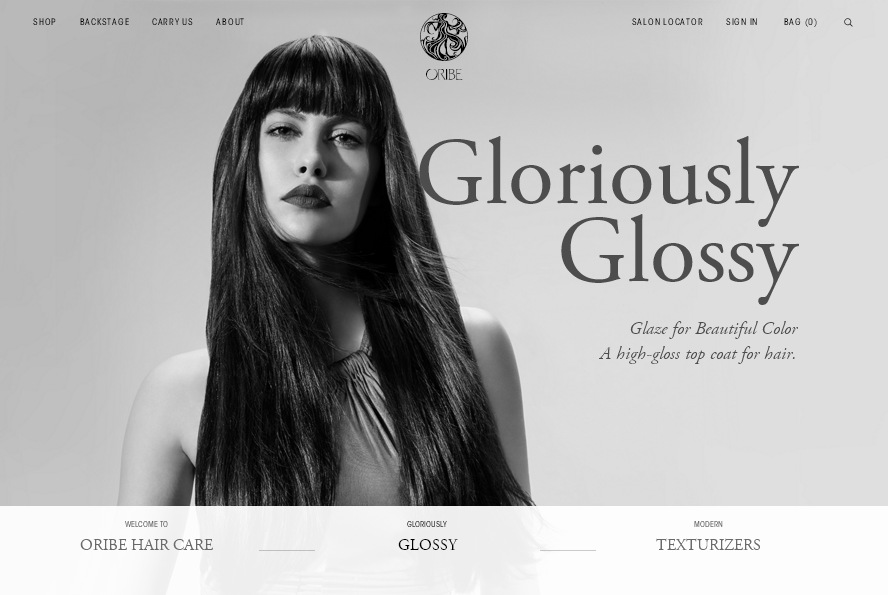 SHOP BACKSTAGE CARRY US ABOUT SALON LOCATOR SIGN IN BAG (0)
ORIBE
Gloriously
Glossy
Glaze for Beautiful Color
A high-gloss top coat for hair.
WELCOME TO
ORIBE HAIR CARE
GLORIOUSLY
GLOSSY
MODERN
TEXTURIZERS